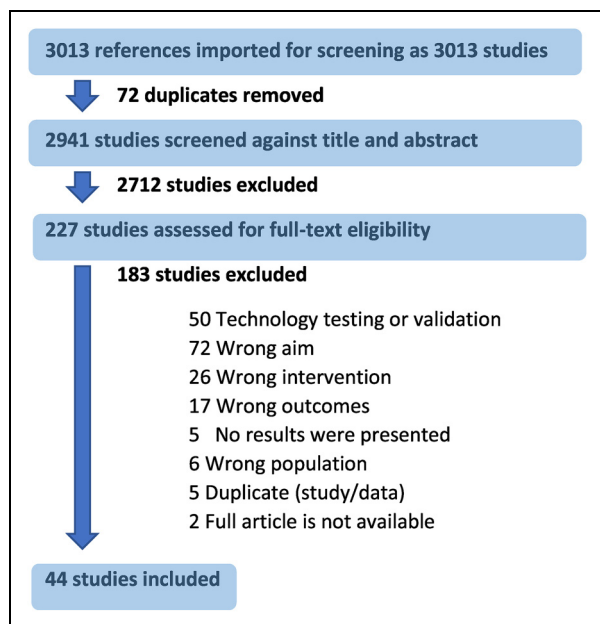 3013 references imported for screening as 3013 studies
72 duplicates removed
2941 studies screened against title and abstract
2712 studies excluded
227 studies assessed for full-text eligibility
183 studies excluded
50 Technology testing or validation
72 Wrong aim
26 Wrong intervention
17 Wrong outcomes
5 No results were presented
6 Wrong population
5 Duplicate (study/data)
2 Full article is not available
44 studies included